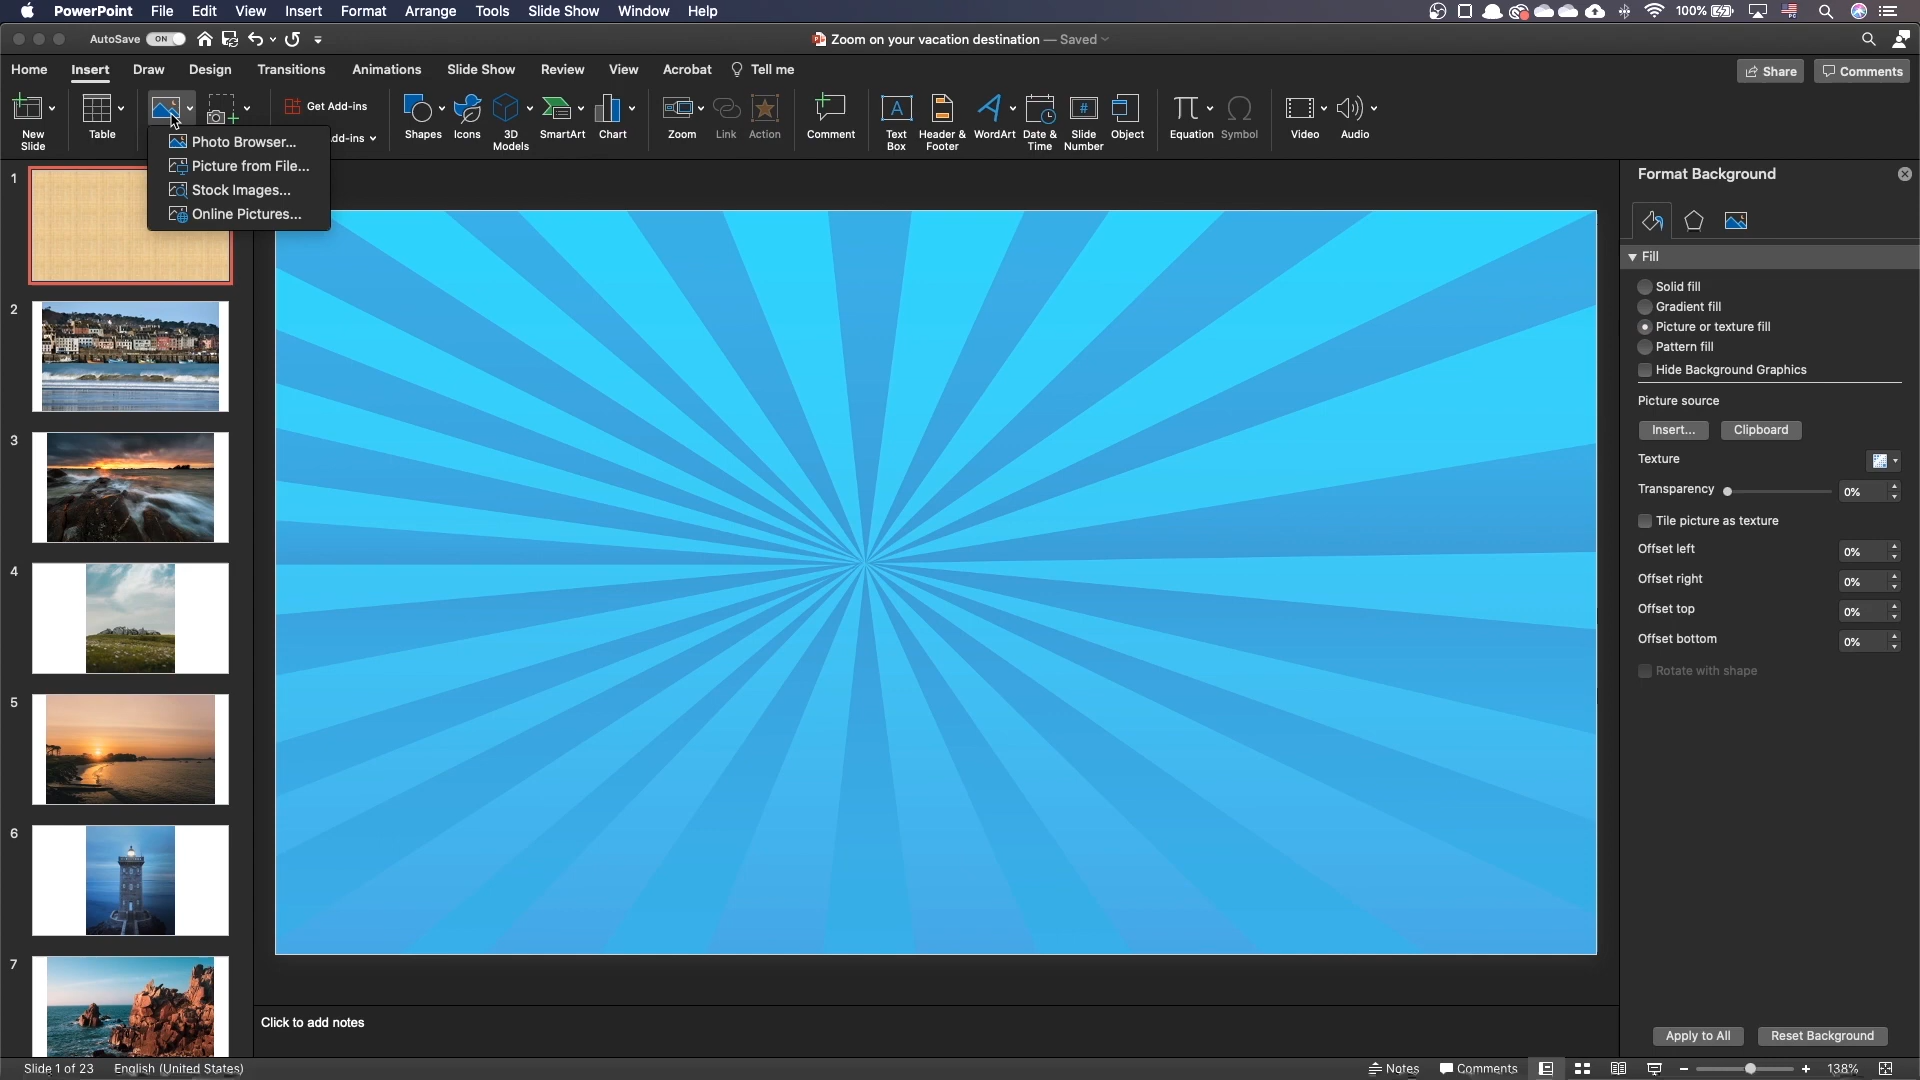 PowerPoint File Edit View Insert Format Arrange Tools Slide Show Window Help 100%
AutoSave ON Zoom on your vacation destination — Saved
Home Insert Draw Design Transitions Animations Slide Show Review View Acrobat Tell me Share Comments
Get Add-ins
New Slide
Table
dd-ins
Shapes
Icons
3D Models
SmartArt
Chart
Zoom
Link
Action
Comment
Text Box
Header & Footer
WordArt
Date & Time
Slide Number
Object
Equation
Symbol
Video
Audio
Photo Browser...
Picture from File...
Stock Images...
Online Pictures...
1
2
3
4
5
6
7
Format Background
Fill
Solid fill
Gradient fill
Picture or texture fill
Pattern fill
Hide Background Graphics
Picture source
Insert... Clipboard
Texture
Transparency 0%
Tile picture as texture
Offset left 0%
Offset right 0%
Offset top 0%
Offset bottom 0%
Rotate with shape
Apply to All Reset Background
Click to add notes
Slide 1 of 23 English (United States) Notes Comments 138%